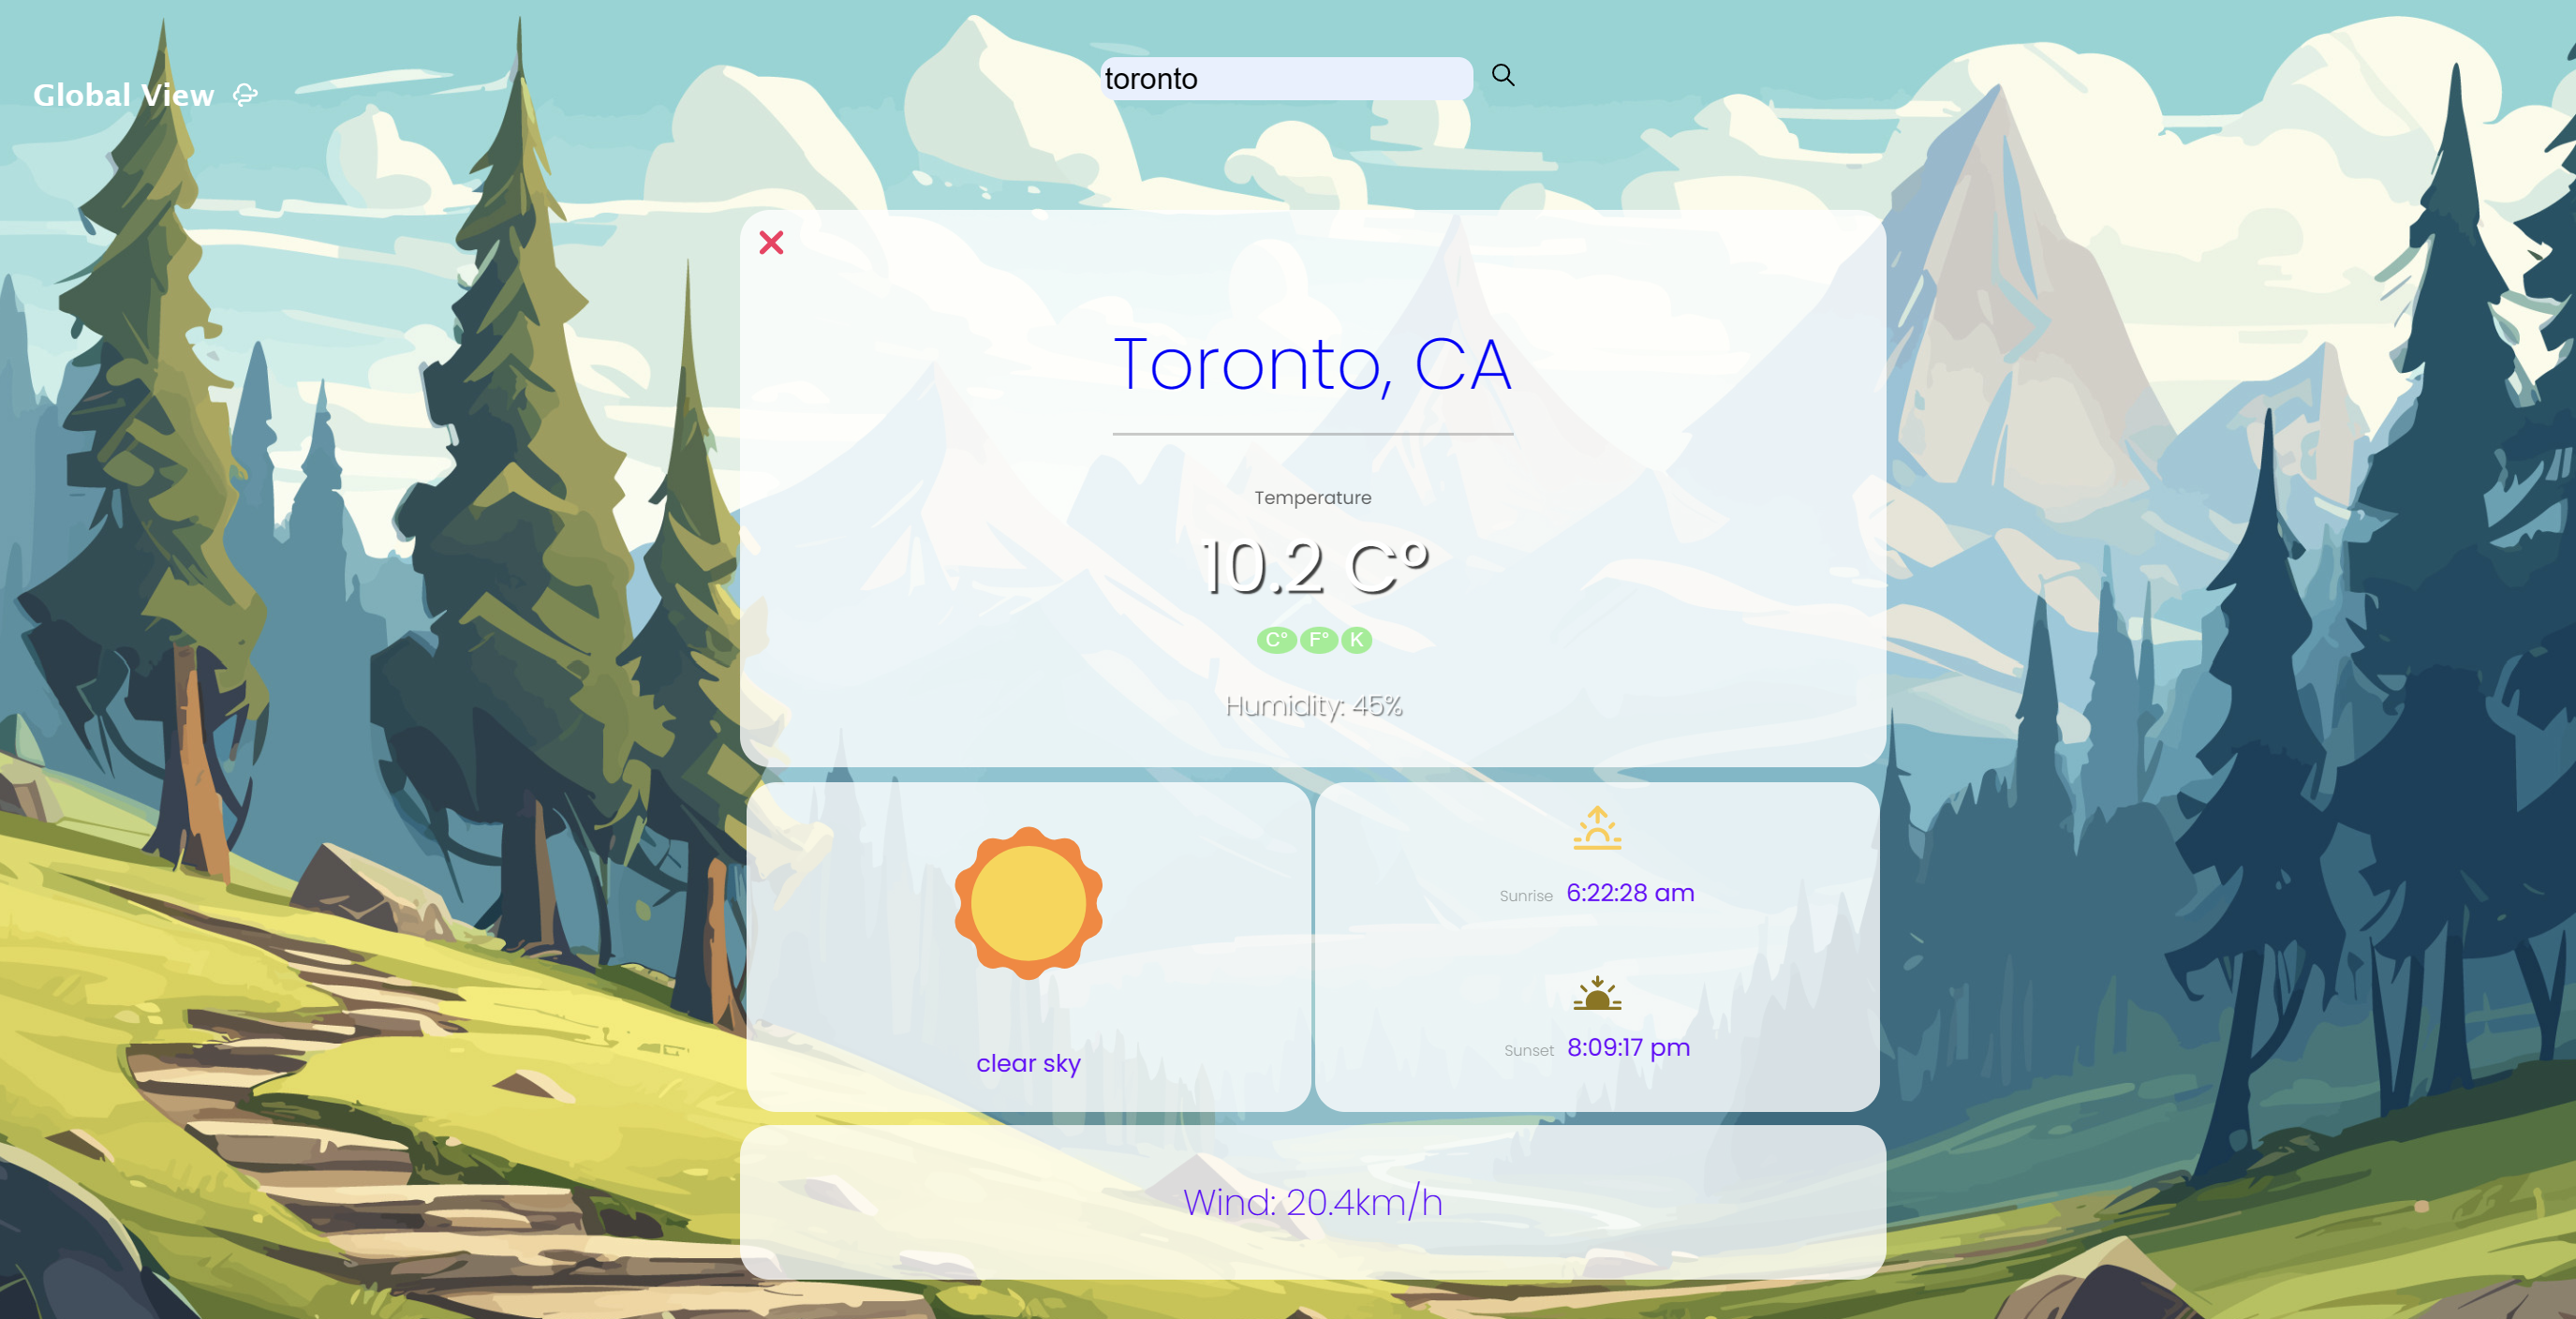 Global View
toronto
Toronto, CA
Temperature
10.2 C°
C° F° K
Humidity: 45%
clear sky
Sunrise 6:22:28 am
Sunset 8:09:17 pm
Wind: 20.4km/h